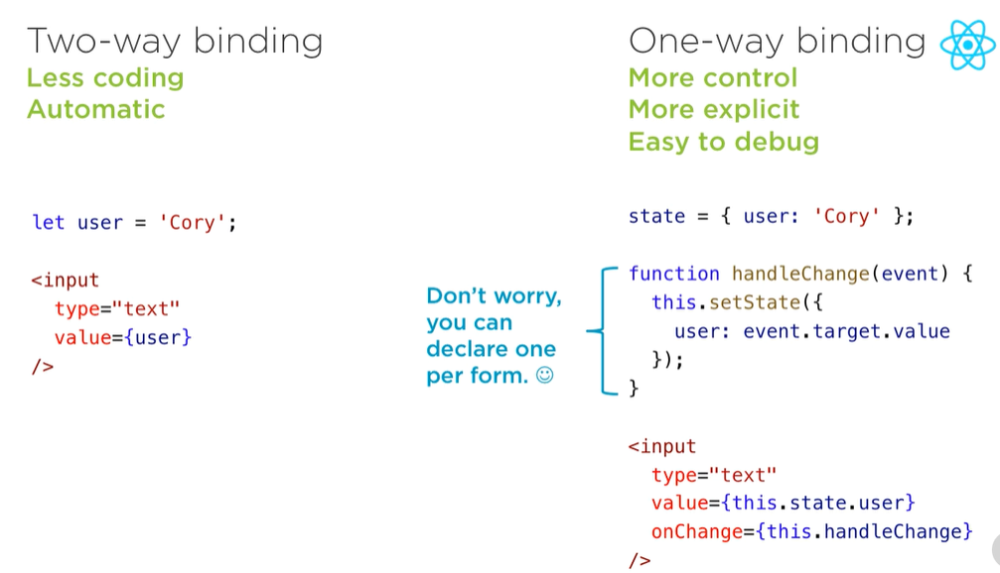 Two-way binding
Less coding
Automatic
let user = 'Cory';
<input
  type="text"
  value={user}
/>
One-way binding
More control
More explicit
Easy to debug
state = { user: 'Cory' };
Don't worry,
you can
declare one
per form. ☺
function handleChange(event) {
  this.setState({
    user: event.target.value
  });
}
<input
  type="text"
  value={this.state.user}
  onChange={this.handleChange}
/>